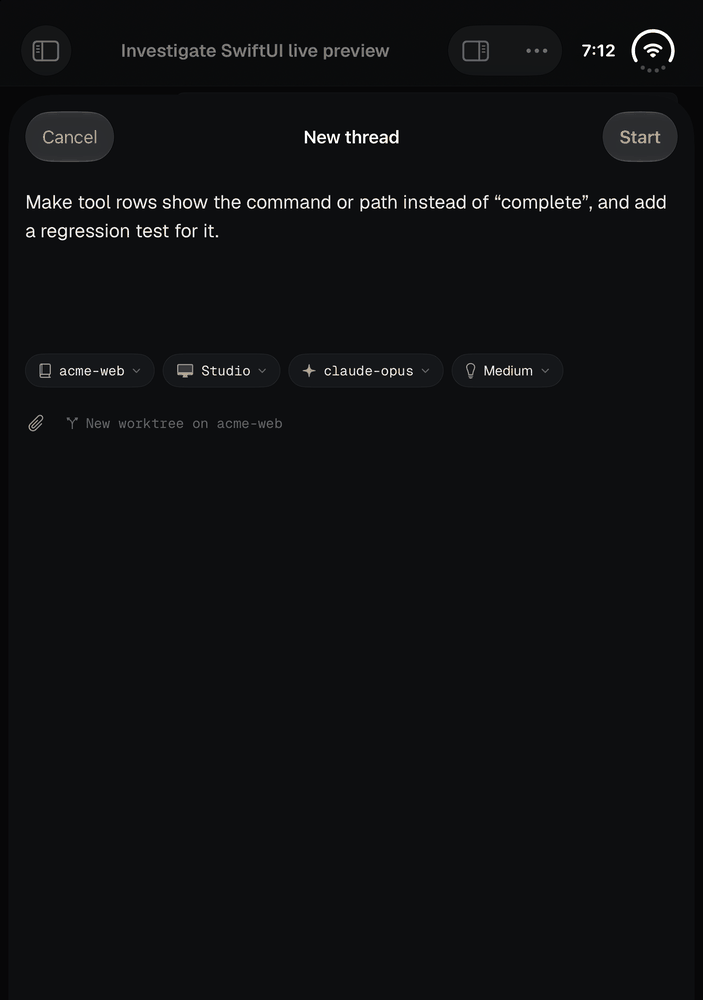 Investigate SwiftUI live preview
7:12
Cancel
New thread
Start
Make tool rows show the command or path instead of “complete”, and add
a regression test for it.
acme-web
Studio
claude-opus
Medium
New worktree on acme-web